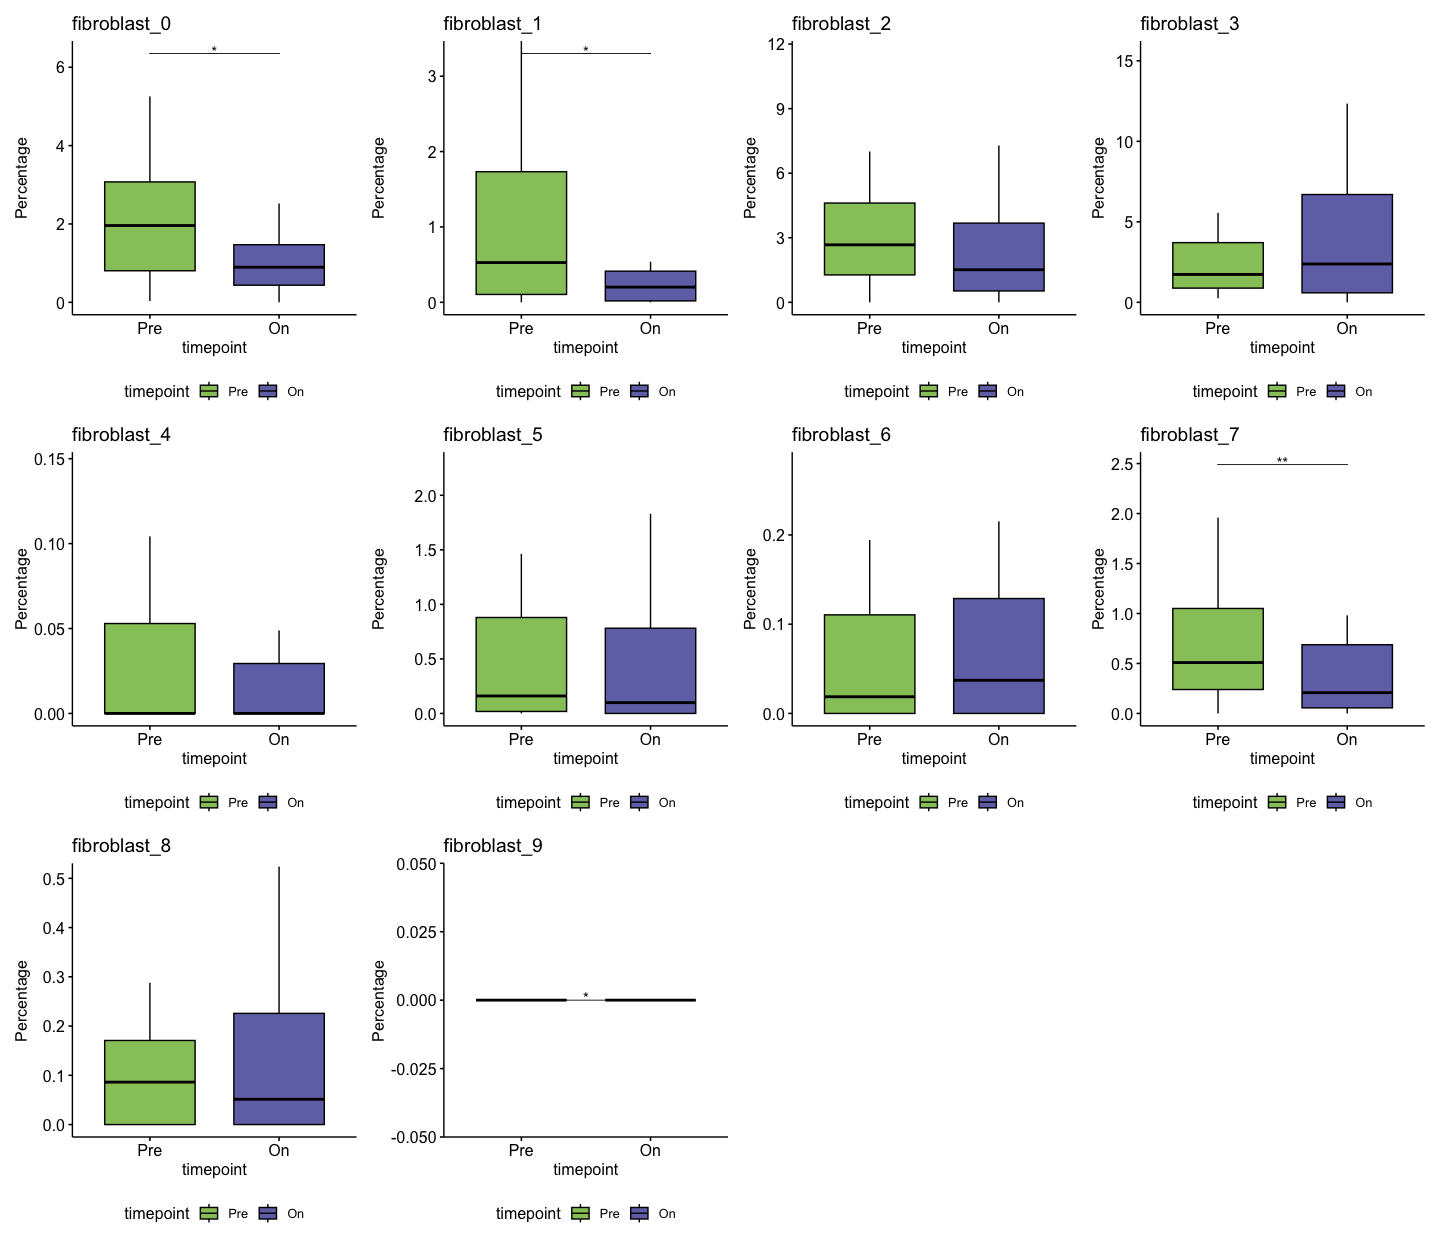 fibroblast_0
Percentage
6
4
2
0
*
Pre On
timepoint
timepoint Pre On
fibroblast_1
Percentage
3
2
1
0
*
Pre On
timepoint
timepoint Pre On
fibroblast_2
Percentage
12
9
6
3
0
Pre On
timepoint
timepoint Pre On
fibroblast_3
Percentage
15
10
5
0
Pre On
timepoint
timepoint Pre On
fibroblast_4
Percentage
0.15
0.10
0.05
0.00
Pre On
timepoint
timepoint Pre On
fibroblast_5
Percentage
2.0
1.5
1.0
0.5
0.0
Pre On
timepoint
timepoint Pre On
fibroblast_6
Percentage
0.2
0.1
0.0
Pre On
timepoint
timepoint Pre On
fibroblast_7
Percentage
2.5
2.0
1.5
1.0
0.5
0.0
**
Pre On
timepoint
timepoint Pre On
fibroblast_8
Percentage
0.5
0.4
0.3
0.2
0.1
0.0
Pre On
timepoint
timepoint Pre On
fibroblast_9
Percentage
0.050
0.025
0.000
-0.025
-0.050
*
Pre On
timepoint
timepoint Pre On